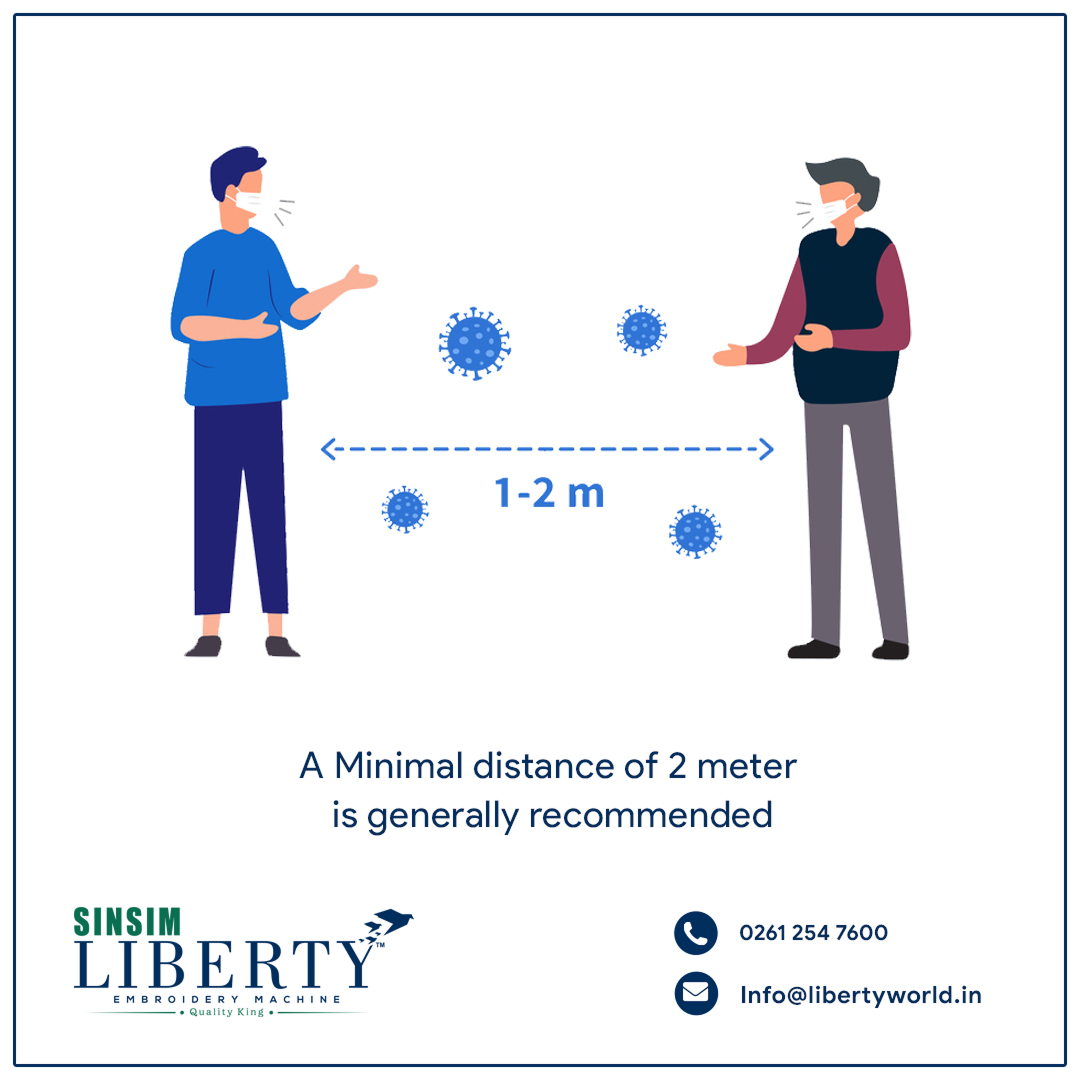 1-2 m
A Minimal distance of 2 meter
is generally recommended
SINSIM
LIBERTY™
EMBROIDERY MACHINE
• Quality King •
0261 254 7600
Info@libertyworld.in